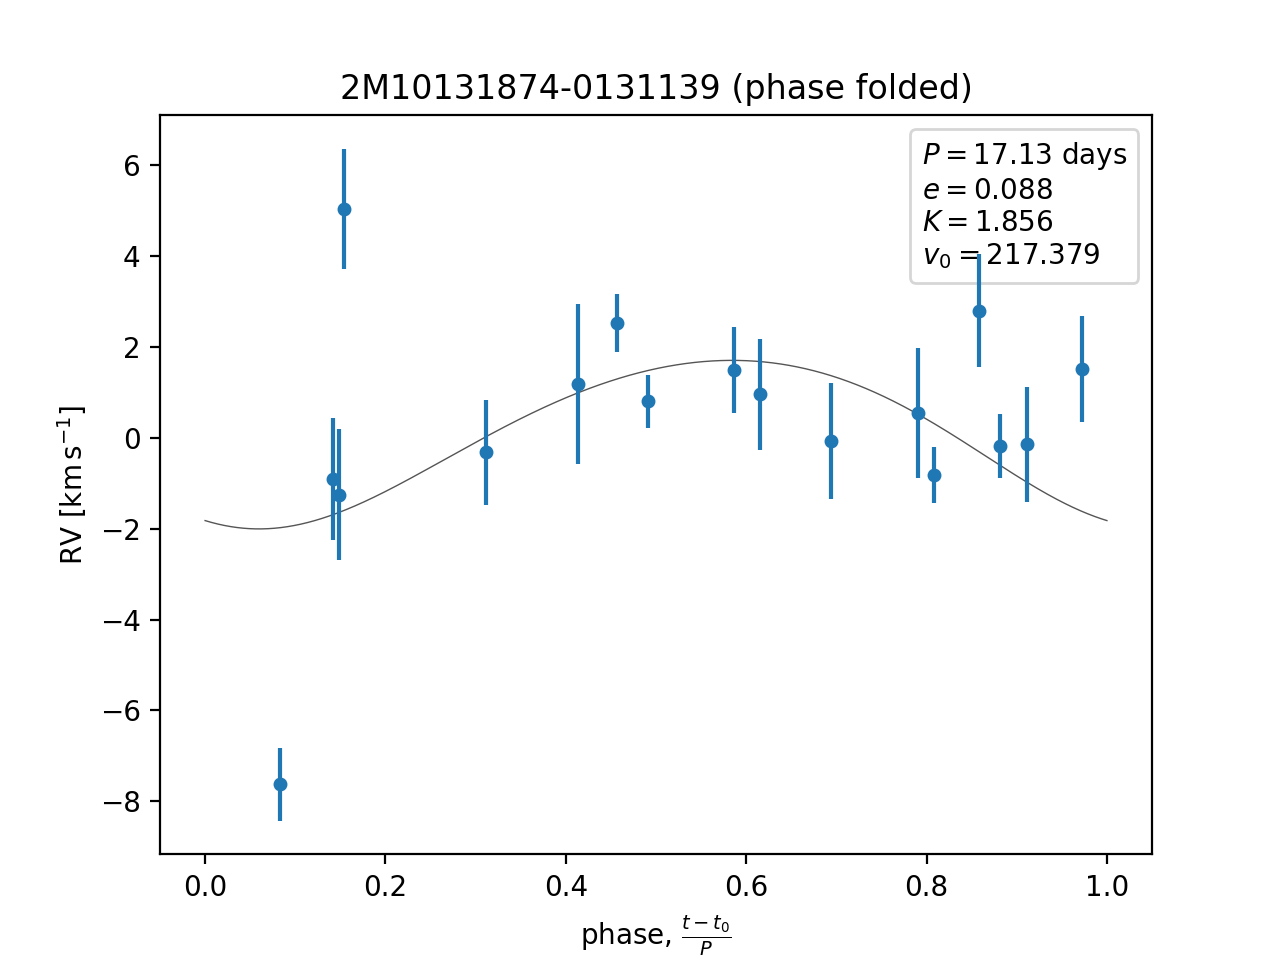 2M10131874-0131139 (phase folded)
P = 17.13 days
e = 0.088
K = 1.856
v₀ = 217.379
RV [km s⁻¹]
6
4
2
0
−2
−4
−6
−8
0.0 0.2 0.4 0.6 0.8 1.0
phase, (t − t₀)/P